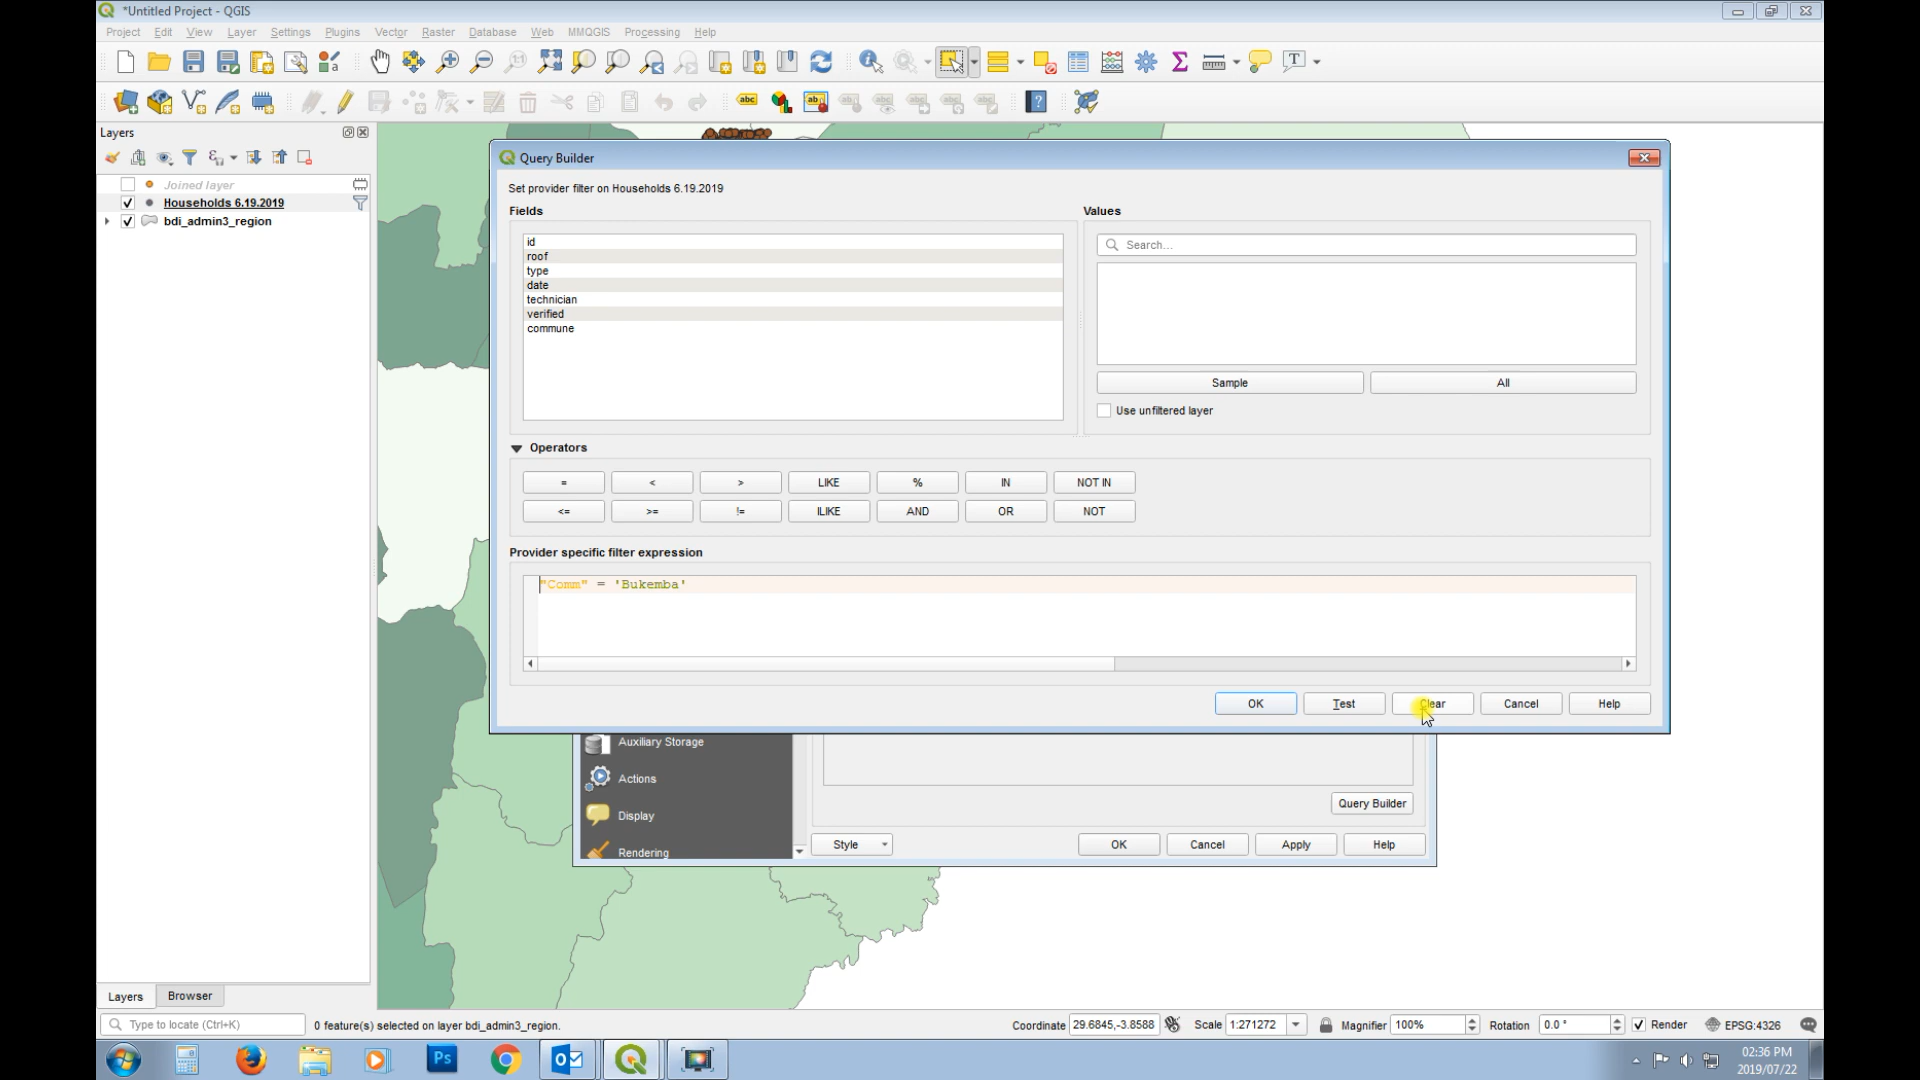 *Untitled Project - QGIS
Project Edit View Layer Settings Plugins Vector Raster Database Web MMQGIS Processing Help
Layers
Joined layer
Households 6.19.2019
bdi_admin3_region
Query Builder
Set provider filter on Households 6.19.2019
Fields
Values
id
roof
type
date
technician
verified
commune
Search...
Sample All
Use unfiltered layer
Operators
= < > LIKE % IN NOT IN
<= >= != ILIKE AND OR NOT
Provider specific filter expression
"Comm" = 'Bukemba'
OK Test Clear Cancel Help
Auxiliary Storage
Actions
Display
Rendering
Query Builder
Style OK Cancel Apply Help
Layers Browser
Type to locate (Ctrl+K) 0 feature(s) selected on layer bdi_admin3_region. Coordinate 29.6845,-3.8588 Scale 1:271272 Magnifier 100% Rotation 0.0 ° Render EPSG:4326
Ps
02:36 PM
2019/07/22